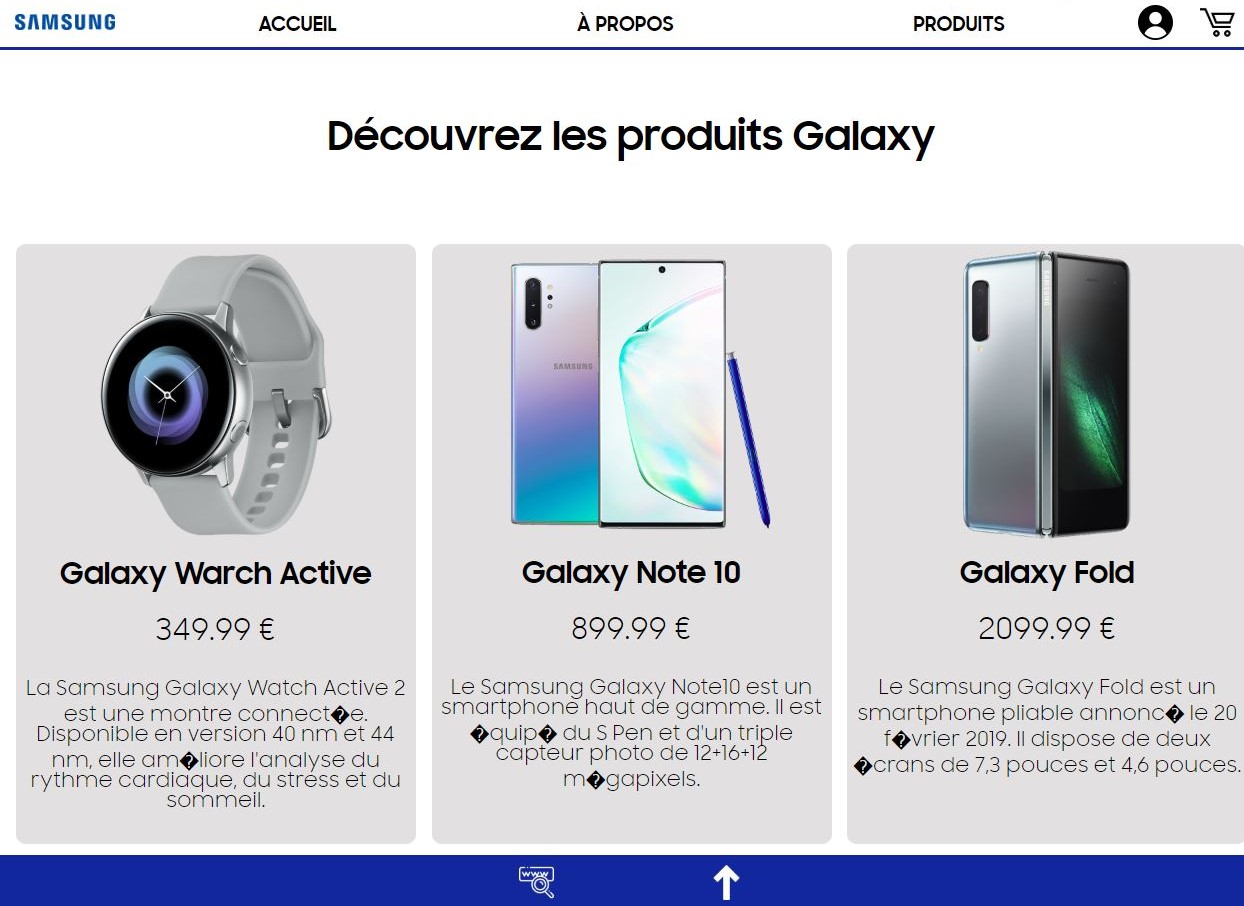 SAMSUNG ACCUEIL À PROPOS PRODUITS
Découvrez les produits Galaxy
SAMSUNG
SAMSUNG
Galaxy Warch Active
349.99 €
La Samsung Galaxy Watch Active 2
est une montre connect�e.
Disponible en version 40 nm et 44
nm, elle am�liore l'analyse du
rythme cardiaque, du stress et du
sommeil.
Galaxy Note 10
899.99 €
Le Samsung Galaxy Note10 est un
smartphone haut de gamme. Il est
�quip� du S Pen et d'un triple
capteur photo de 12+16+12
m�gapixels.
Galaxy Fold
2099.99 €
Le Samsung Galaxy Fold est un
smartphone pliable annonc� le 20
f�vrier 2019. Il dispose de deux
�crans de 7,3 pouces et 4,6 pouces.
www